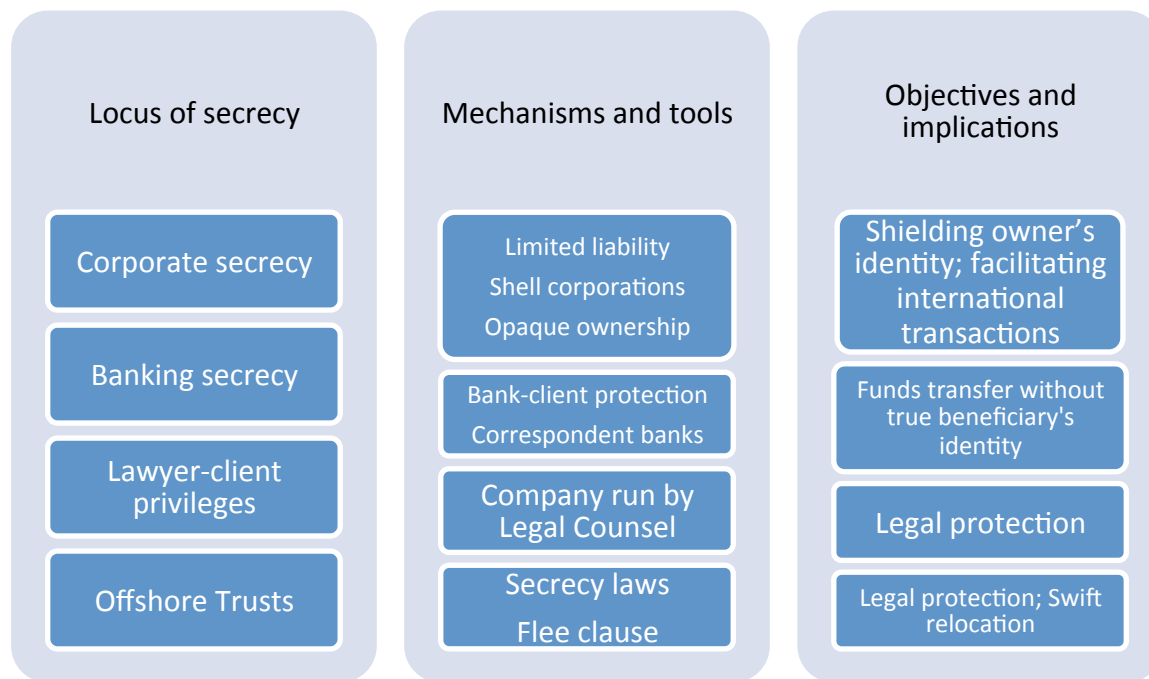 Locus of secrecy
Corporate secrecy
Banking secrecy
Lawyer-client
privileges
Offshore Trusts
Mechanisms and tools
Limited liability
Shell corporations
Opaque ownership
Bank-client protection
Correspondent banks
Company run by
Legal Counsel
Secrecy laws
Flee clause
Objectives and
implications
Shielding owner’s
identity; facilitating
international
transactions
Funds transfer without
true beneficiary's
identity
Legal protection
Legal protection; Swift
relocation